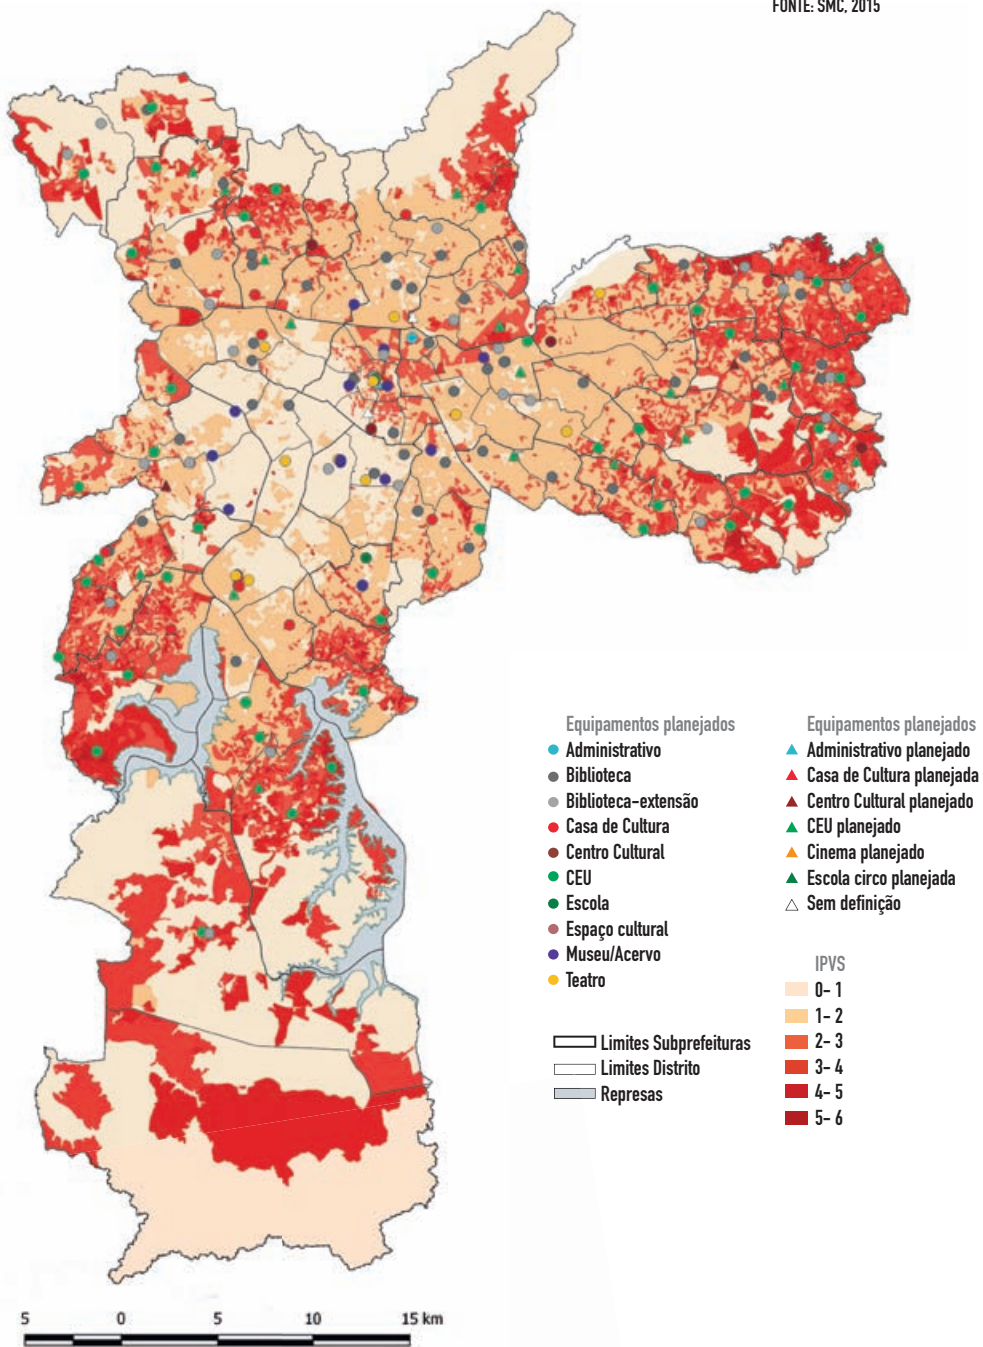 FONTE: SMC, 2015
Equipamentos planejados
Administrativo
Biblioteca
Biblioteca-extensão
Casa de Cultura
Centro Cultural
CEU
Escola
Espaço cultural
Museu/Acervo
Teatro
Limites Subprefeituras
Limites Distrito
Represas
Equipamentos planejados
Administrativo planejado
Casa de Cultura planejada
Centro Cultural planejado
CEU planejado
Cinema planejado
Escola circo planejada
Sem definição
IPVS
0- 1
1- 2
2- 3
3- 4
4- 5
5- 6
5 0 5 10 15 km